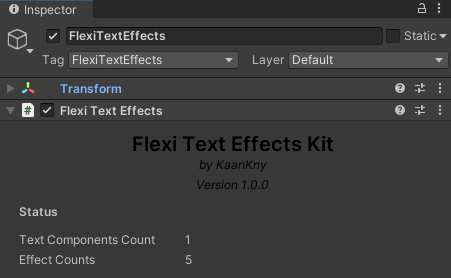 Inspector
FlexiTextEffects
Static
Tag FlexiTextEffects Layer Default
Transform
# Flexi Text Effects
Flexi Text Effects Kit
by KaanKny
Version 1.0.0
Status
Text Components Count 1
Effect Counts 5